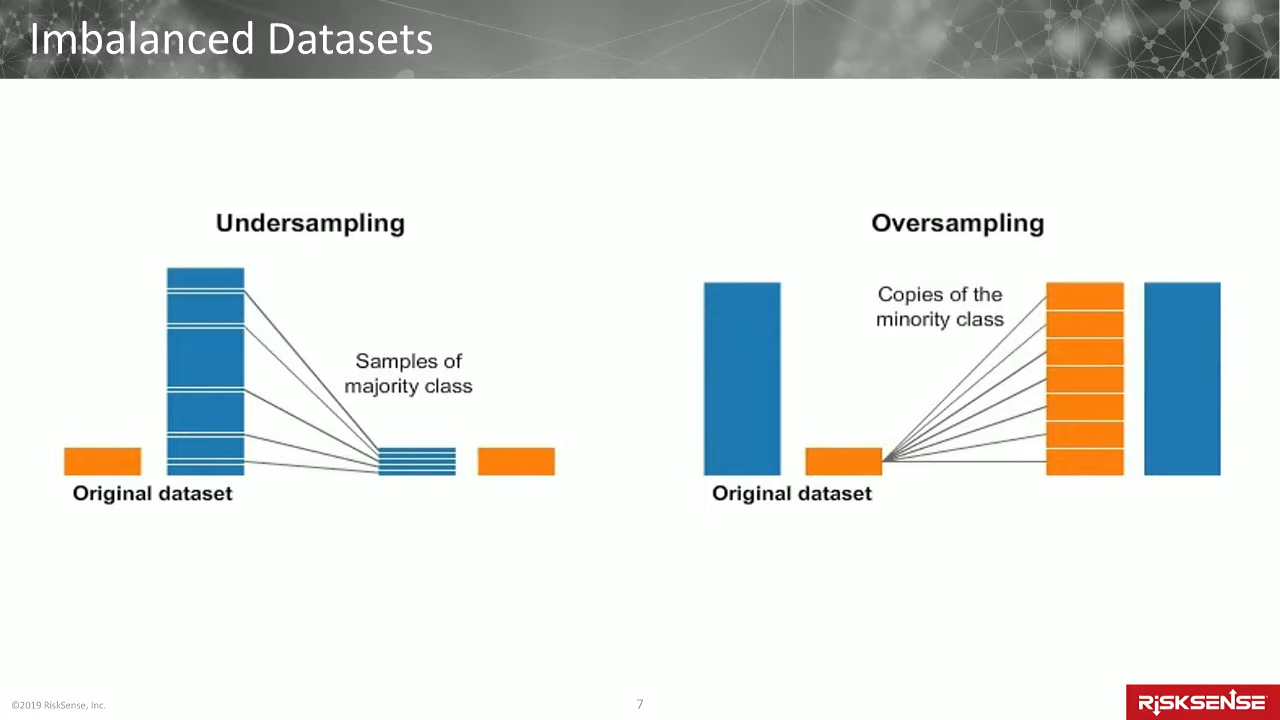 Imbalanced Datasets
Undersampling
Samples of
majority class
Original dataset
Oversampling
Copies of the
minority class
Original dataset
©2019 RiskSense, Inc.
7
RISKSENSE